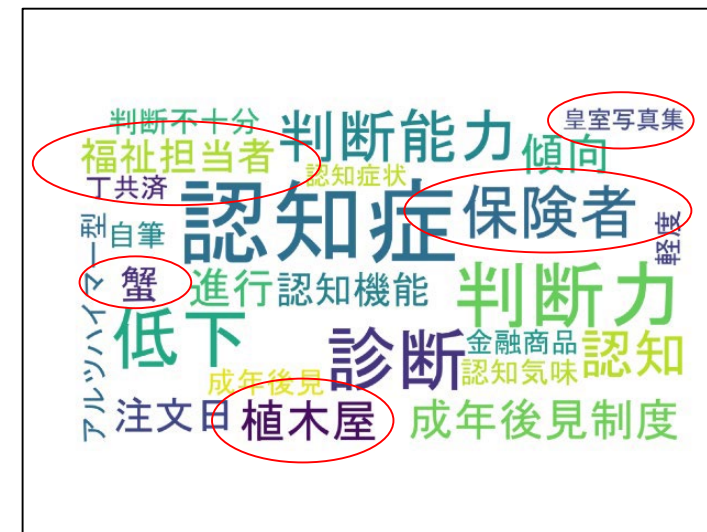 判断不十分
判断能力
皇室写真集
福祉担当者
認知症状
傾向
丁共済
認知症
保険者
アルツハイマー型
自筆
軽度
蟹
進行
認知機能
判断力
低下
診断
金融商品
認知
成年後見
認知気味
注文日
植木屋
成年後見制度